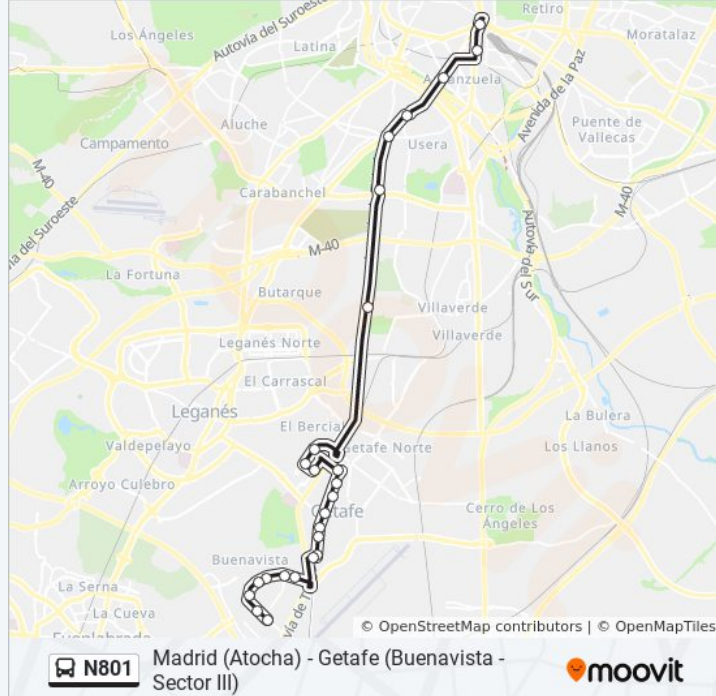 Retiro
Los Ángeles
Autovía del Suroeste
Latina
Moratalaz
Avenida de la Paz
Aluche
Puente de
Vallecas
Campamento
Usera
M-40
Carabanchel
M-40
Autovía del Sur
M-40
La Fortuna
Butarque
Villaverde
Leganés Norte
Villaverde
El Carrascal
Leganés
La Bulera
El Bercial
Valdepelayo
Getafe Norte
Los Llanos
Arroyo Culebro
Cerro de Los
Ángeles
Buenavista
La Serna
La Cueva
© OpenStreetMap contributors | © OpenMapTiles
N801
Madrid (Atocha) - Getafe (Buenavista -
Sector III)
moovit